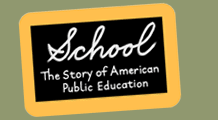 School
The Story of American
Public Education